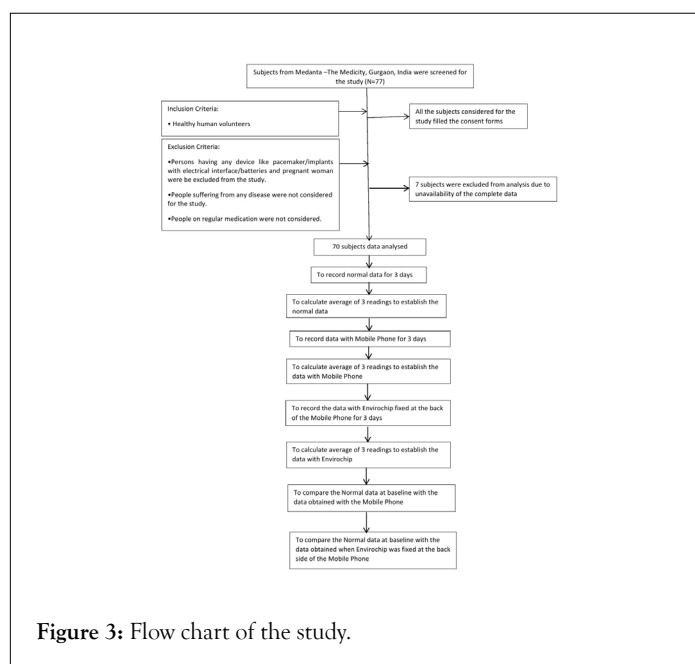 Subjects from Medanta –The Medicity, Gurgaon, India were screened for
the study (N=77)
Inclusion Criteria:
• Healthy human volunteers
All the subjects considered for the
study filled the consent forms
Exclusion Criteria:
•Persons having any device like pacemaker/implants
with electrical interface/batteries and pregnant woman
were be excluded from the study.
•People suffering from any disease were not considered
for the study.
•People on regular medication were not considered.
7 subjects were excluded from analysis due to
unavailability of the complete data
70 subjects data analysed
To record normal data for 3 days
To calculate average of 3 readings to establish the
normal data
To record data with Mobile Phone for 3 days
To calculate average of 3 readings to establish the
data with Mobile Phone
To record the data with Envirochip fixed at the back
of the Mobile Phone for 3 days
To calculate average of 3 readings to establish the
data with Envirochip
To compare the Normal data at baseline with the
data obtained with the Mobile Phone
To compare the Normal data at baseline with the
data obtained when Envirochip was fixed at the back
side of the Mobile Phone
Figure 3: Flow chart of the study.